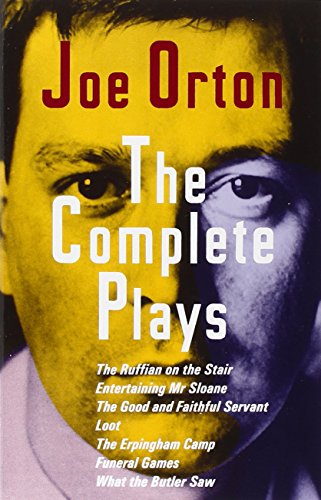 Joe Orton
The
Complete
Plays
The Ruffian on the Stair
Entertaining Mr Sloane
The Good and Faithful Servant
Loot
The Erpingham Camp
Funeral Games
What the Butler Saw